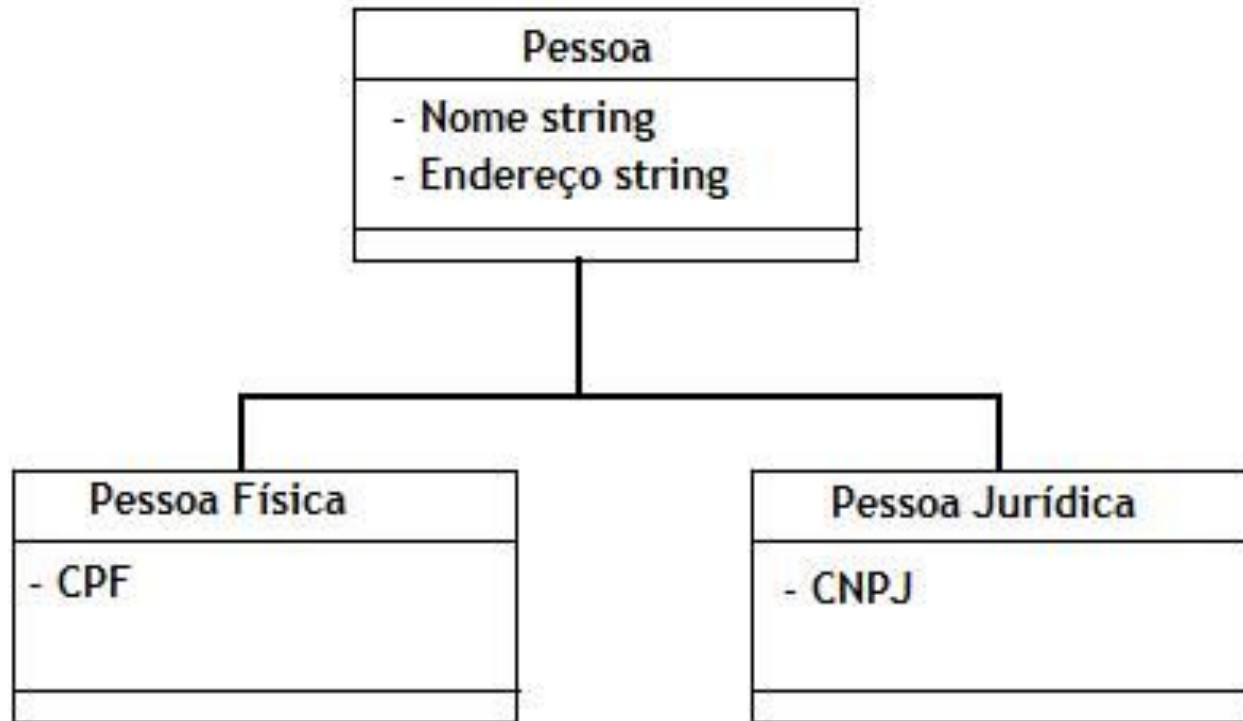 Pessoa
- Nome string
- Endereço string
Pessoa Física
- CPF
Pessoa Jurídica
- CNPJ